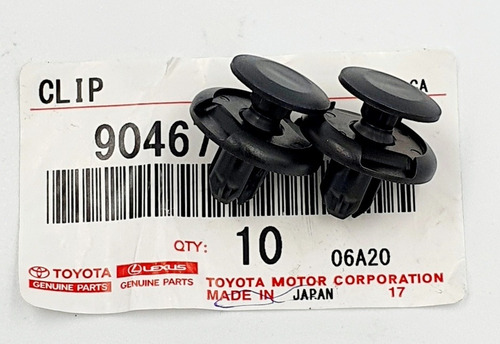 CLIP CA
90467
QTY: 10 06A20
TOYOTA LEXUS TOYOTA MOTOR CORPORATION
GENUINE PARTS GENUINE PARTS MADE IN JAPAN 17